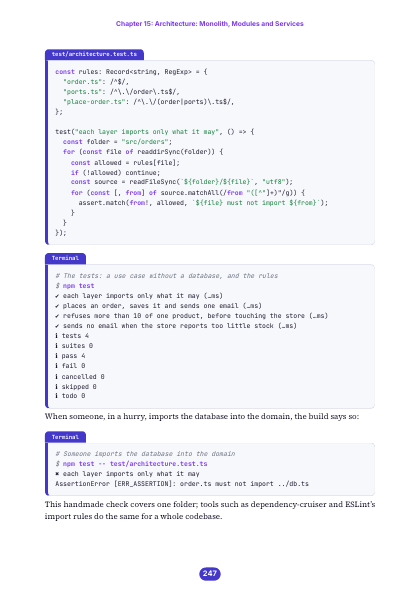 Chapter 15: Architecture: Monolith, Modules and Services
test/architecture.test.ts
const rules: Record<string, RegExp> = {
  "order.ts": /^$/,
  "ports.ts": /^\.\/order\.ts$/,
  "place-order.ts": /^\.\/(order|ports)\.ts$/,
};

test("each layer imports only what it may", () => {
  const folder = "src/orders";
  for (const file of readdirSync(folder)) {
    const allowed = rules[file];
    if (!allowed) continue;
    const source = readFileSync(`${folder}/${file}`, "utf8");
    for (const [, from] of source.matchAll(/from "([^"]+)"/g)) {
      assert.match(from!, allowed, `${file} must not import ${from}`);
    }
  }
});
Terminal
# The tests: a use case without a database, and the rules
$ npm test
✔ each layer imports only what it may (…ms)
✔ places an order, saves it and sends one email (…ms)
✔ refuses more than 10 of one product, before touching the store (…ms)
✔ sends no email when the store reports too little stock (…ms)
ℹ tests 4
ℹ suites 0
ℹ pass 4
ℹ fail 0
ℹ cancelled 0
ℹ skipped 0
ℹ todo 0
When someone, in a hurry, imports the database into the domain, the build says so:
Terminal
# Someone imports the database into the domain
$ npm test -- test/architecture.test.ts
✖ each layer imports only what it may
AssertionError [ERR_ASSERTION]: order.ts must not import ../db.ts
This handmade check covers one folder; tools such as dependency-cruiser and ESLint's
import rules do the same for a whole codebase.
247